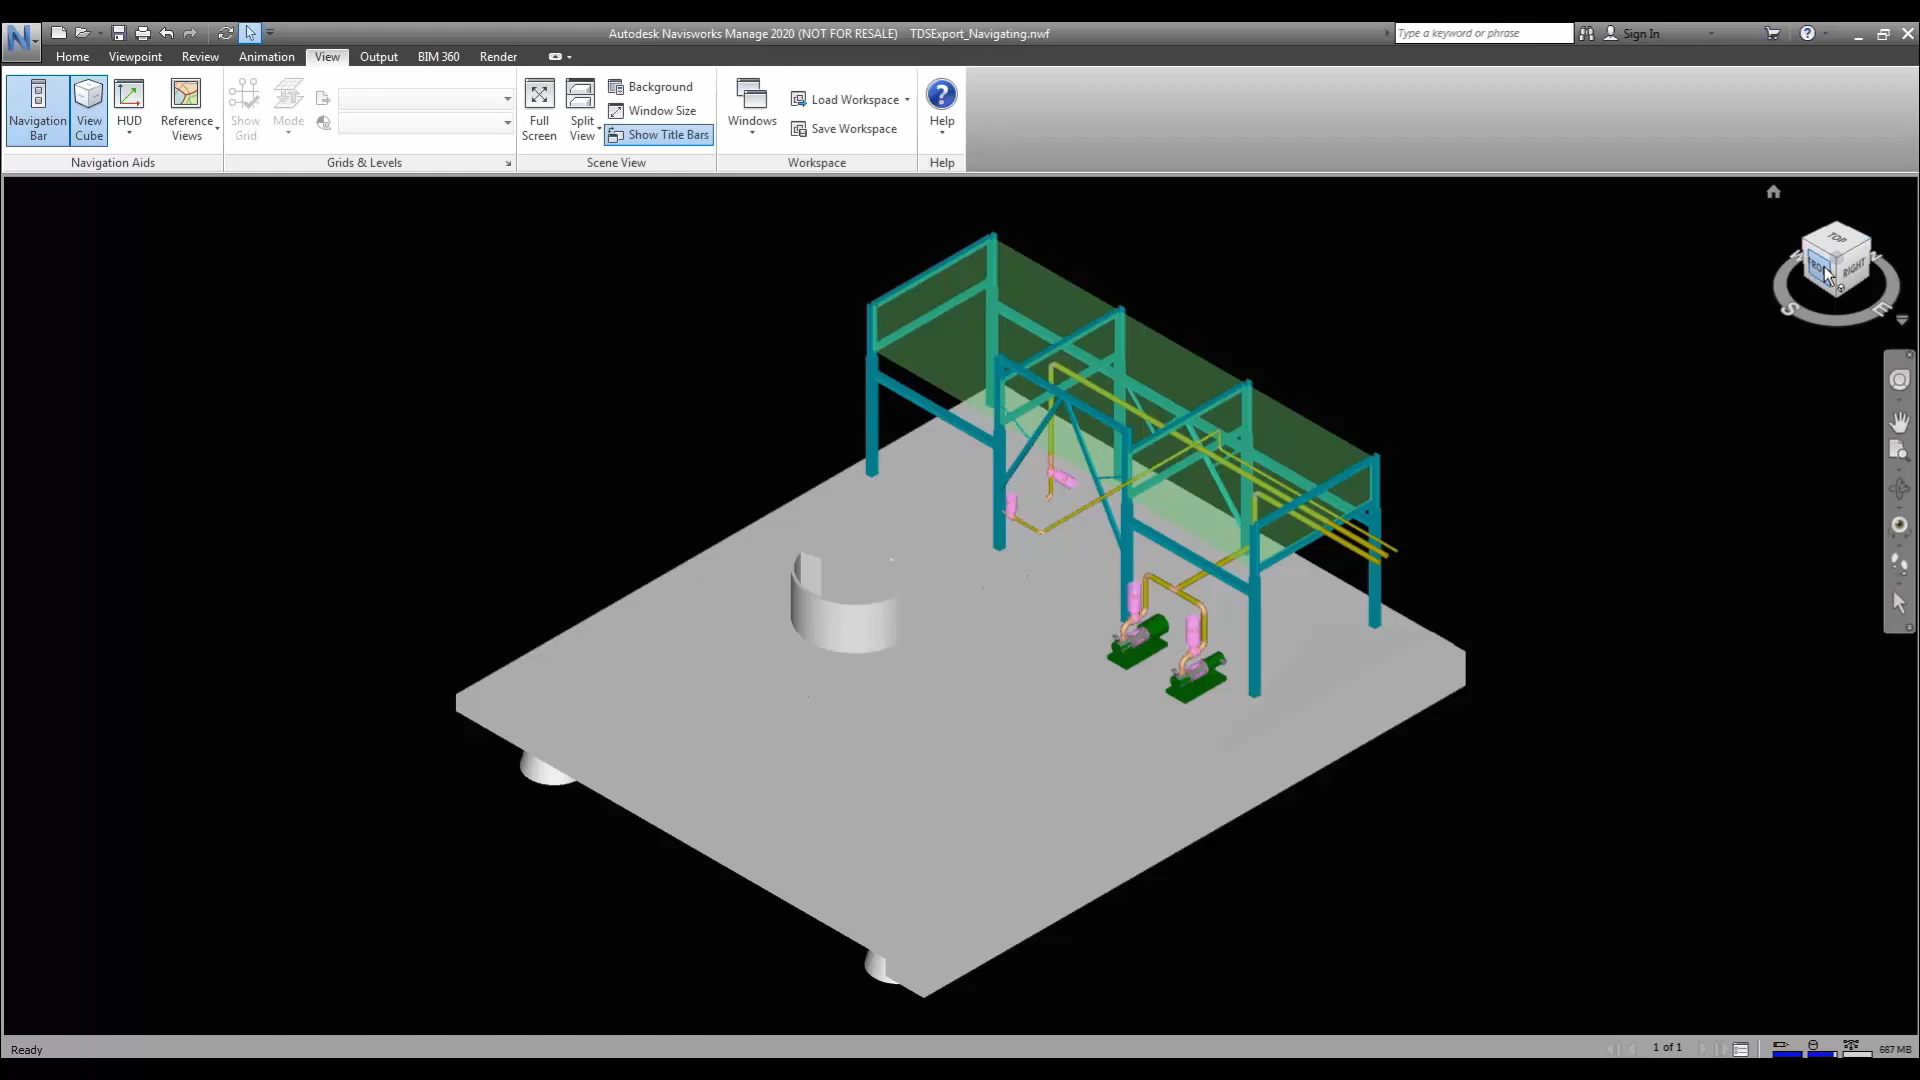 Autodesk Navisworks Manage 2020 (NOT FOR RESALE) TDSExport_Navigating.nwf
Type a keyword or phrase
Sign In
Home Viewpoint Review Animation View Output BIM 360 Render
Navigation Bar
View Cube
HUD
Reference Views
Navigation Aids
Show Grid
Mode
Grids & Levels
Full Screen
Split View
Background
Window Size
Show Title Bars
Scene View
Windows
Load Workspace
Save Workspace
Workspace
Help
Help
TOP
RIGHT
S
E
Ready
1 of 1
667 MB